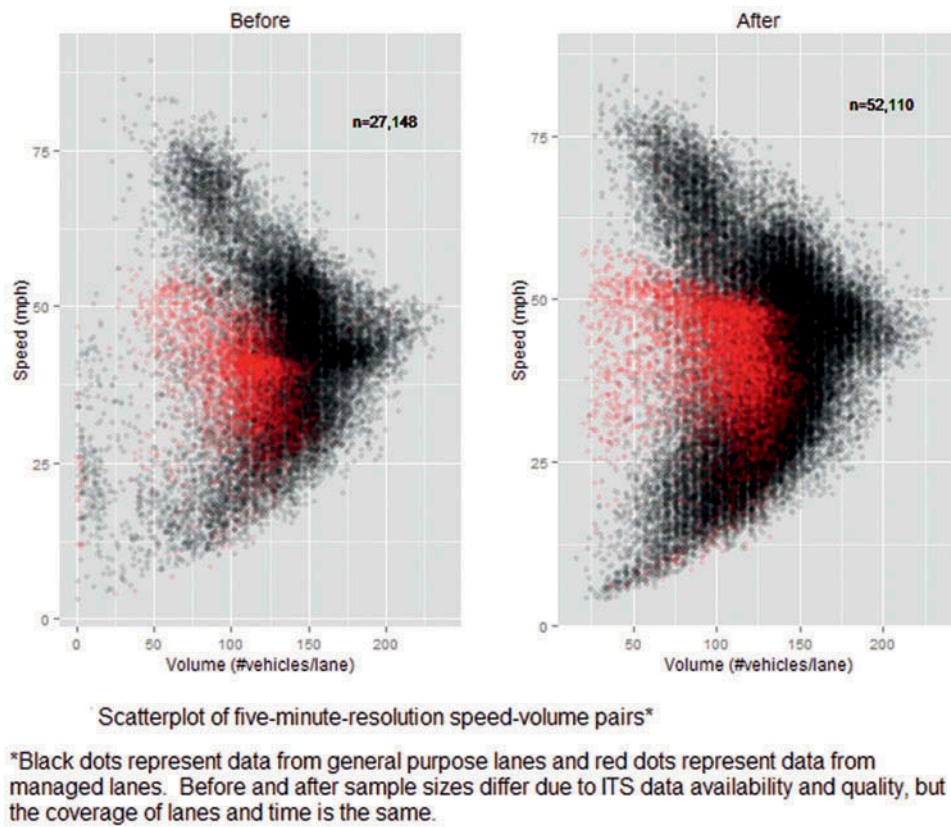 Before
After
n=27,148
n=52,110
75
50
25
0
Speed (mph)
0
50
100
150
200
Volume (#vehicles/lane)
75
50
25
0
Speed (mph)
50
100
150
200
Volume (#vehicles/lane)
Scatterplot of five-minute-resolution speed-volume pairs*
*Black dots represent data from general purpose lanes and red dots represent data from
managed lanes. Before and after sample sizes differ due to ITS data availability and quality, but
the coverage of lanes and time is the same.